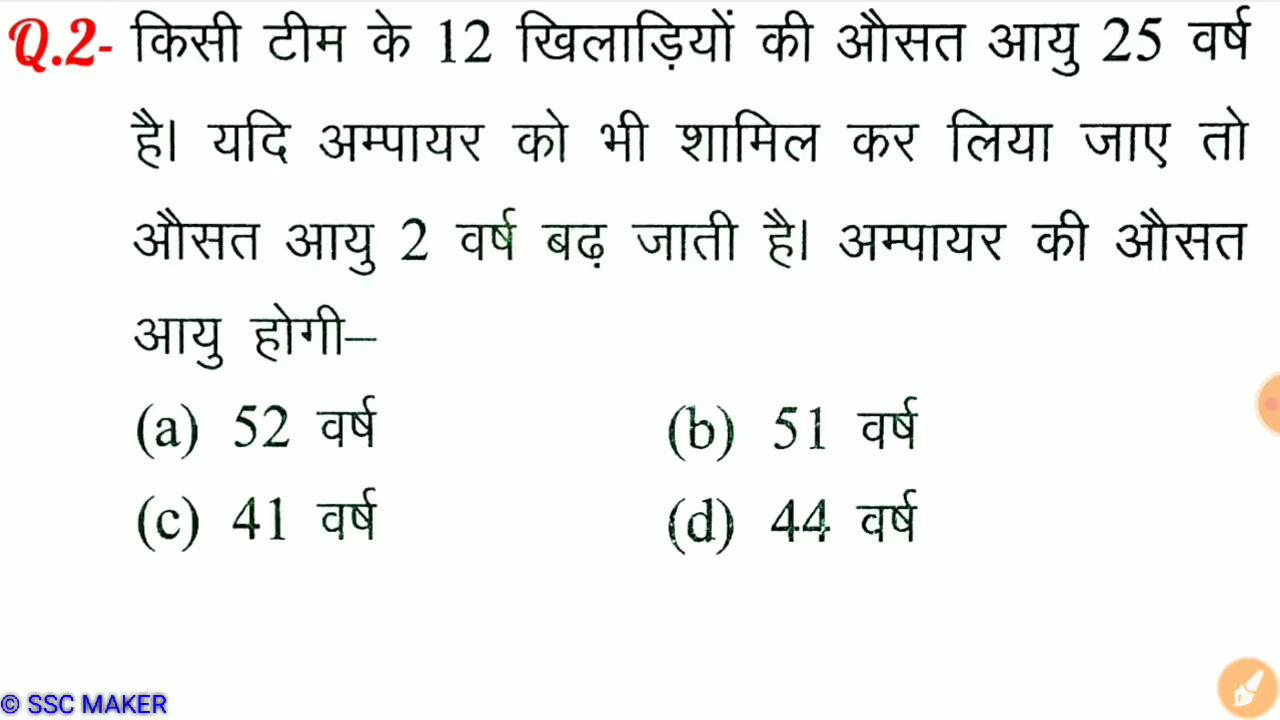 Q.2- किसी टीम के 12 खिलाड़ियों की औसत आयु 25 वर्ष
है। यदि अम्पायर को भी शामिल कर लिया जाए तो
औसत आयु 2 वर्ष बढ़ जाती है। अम्पायर की औसत
आयु होगी–
(a) 52 वर्ष (b) 51 वर्ष
(c) 41 वर्ष (d) 44 वर्ष
© SSC MAKER